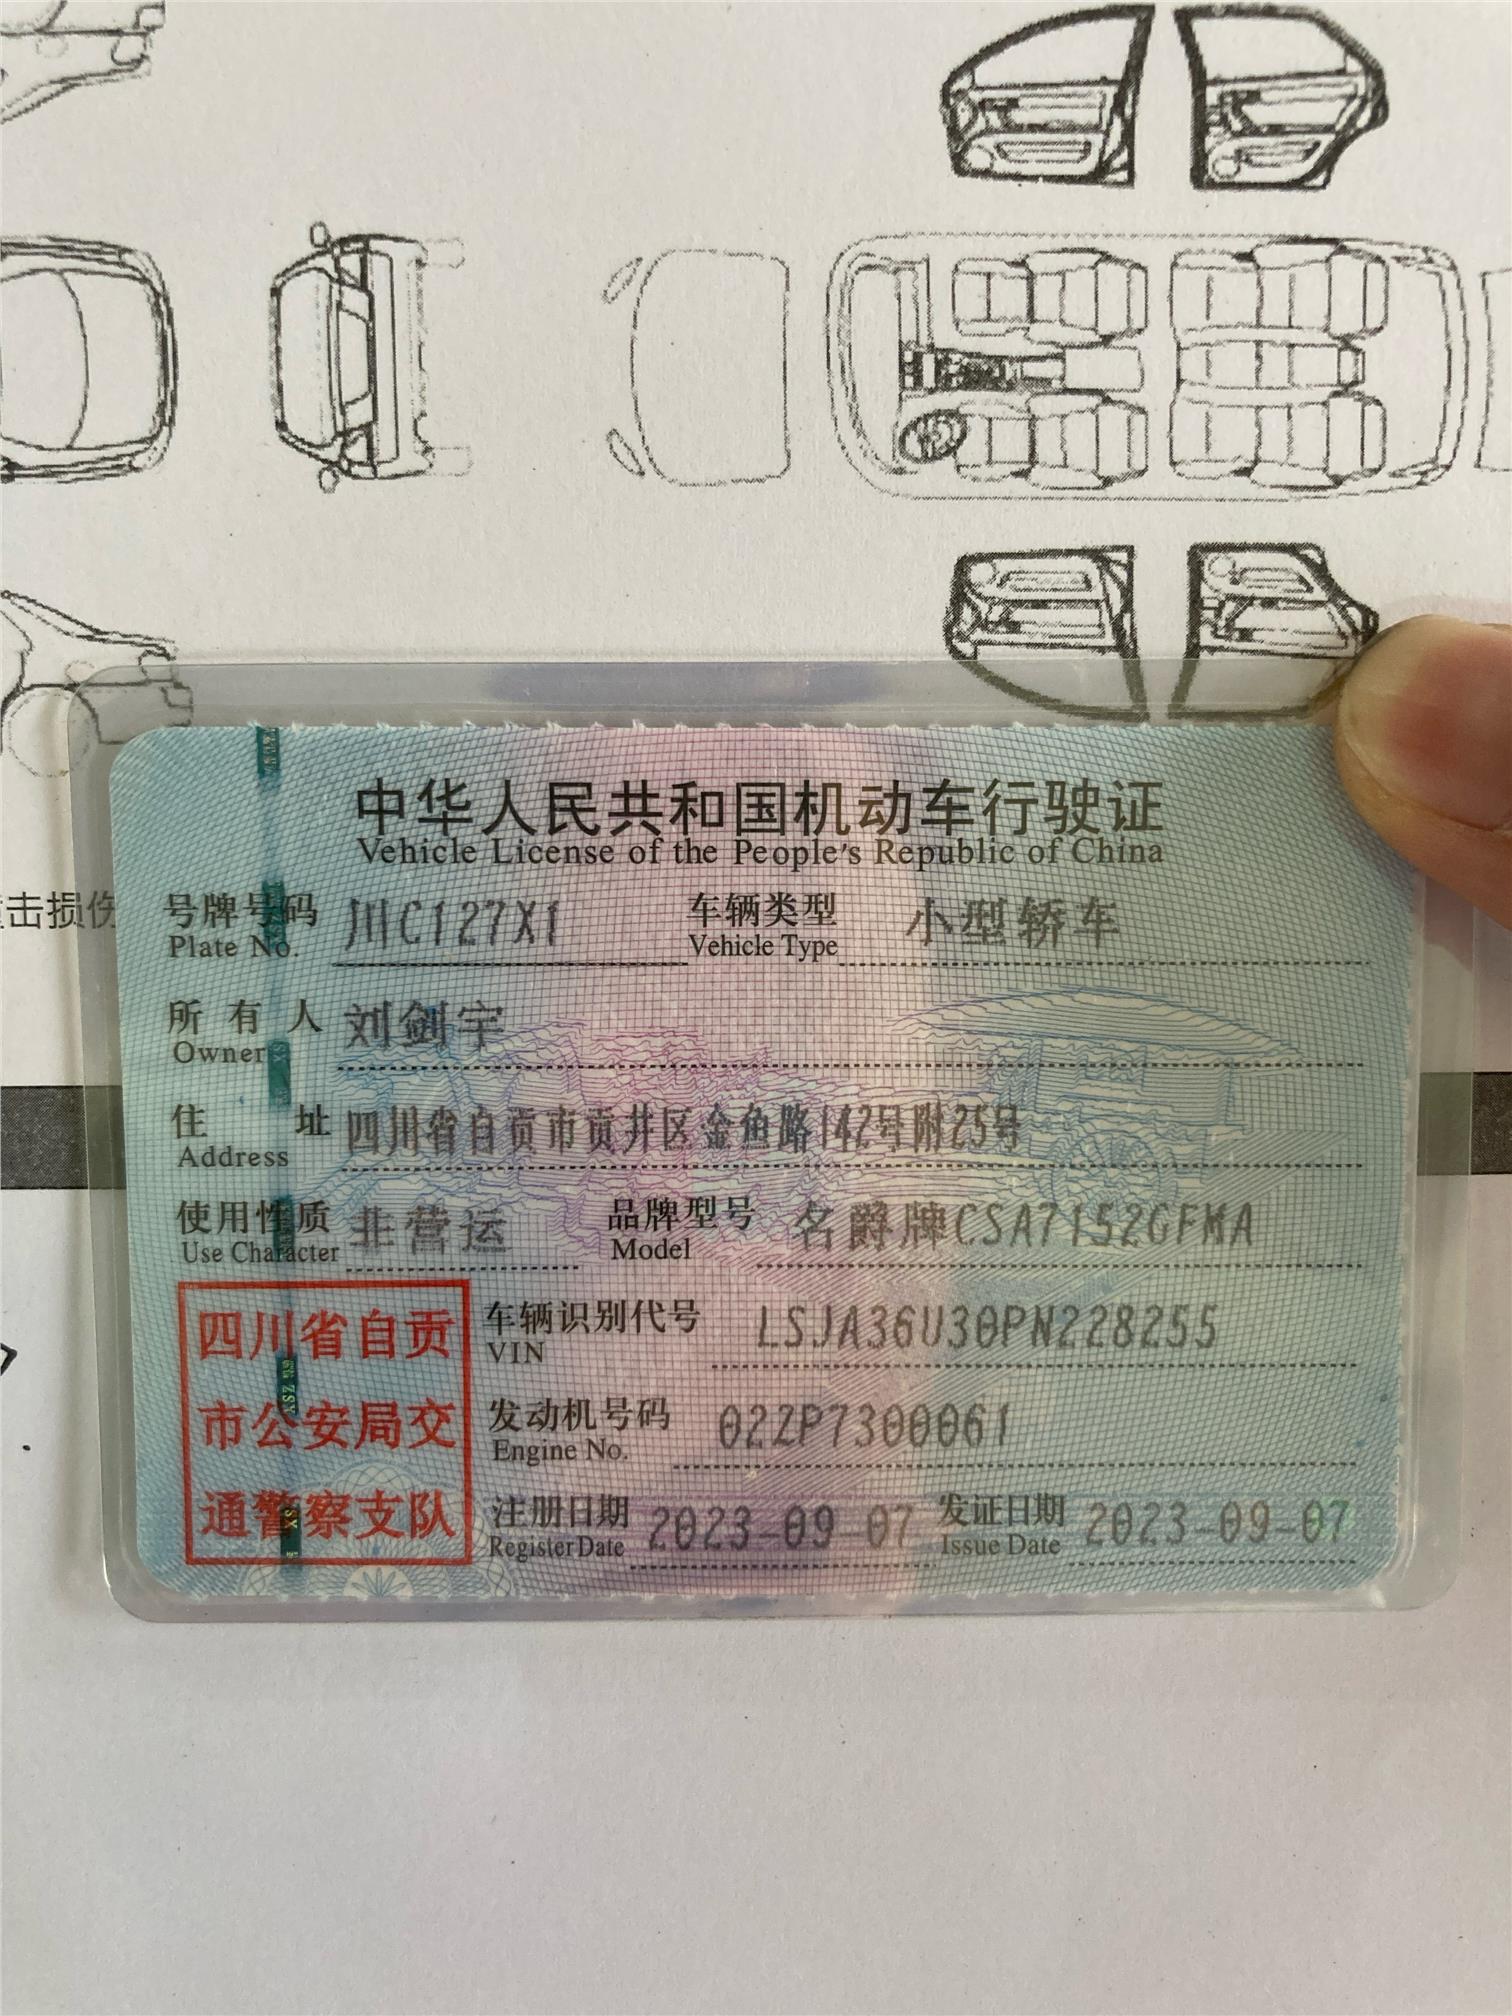 中华人民共和国机动车行驶证
Vehicle License of the People's Republic of China
号牌号码 川C127X1 车辆类型 小型轿车
Plate No. Vehicle Type
所有人 刘剑宇
Owner
住址 四川省自贡市贡井区金鱼路142号附25号
Address
使用性质 非营运 品牌型号 名爵牌CSA7152GFMA
Use Character Model
四川省自贡
市公安局交
通警察支队
车辆识别代号 LSJA36U30PN228255
VIN
发动机号码 02ZP7300061
Engine No.
注册日期 2023-09-07 发证日期 2023-09-07
Register Date Issue Date
击损伤